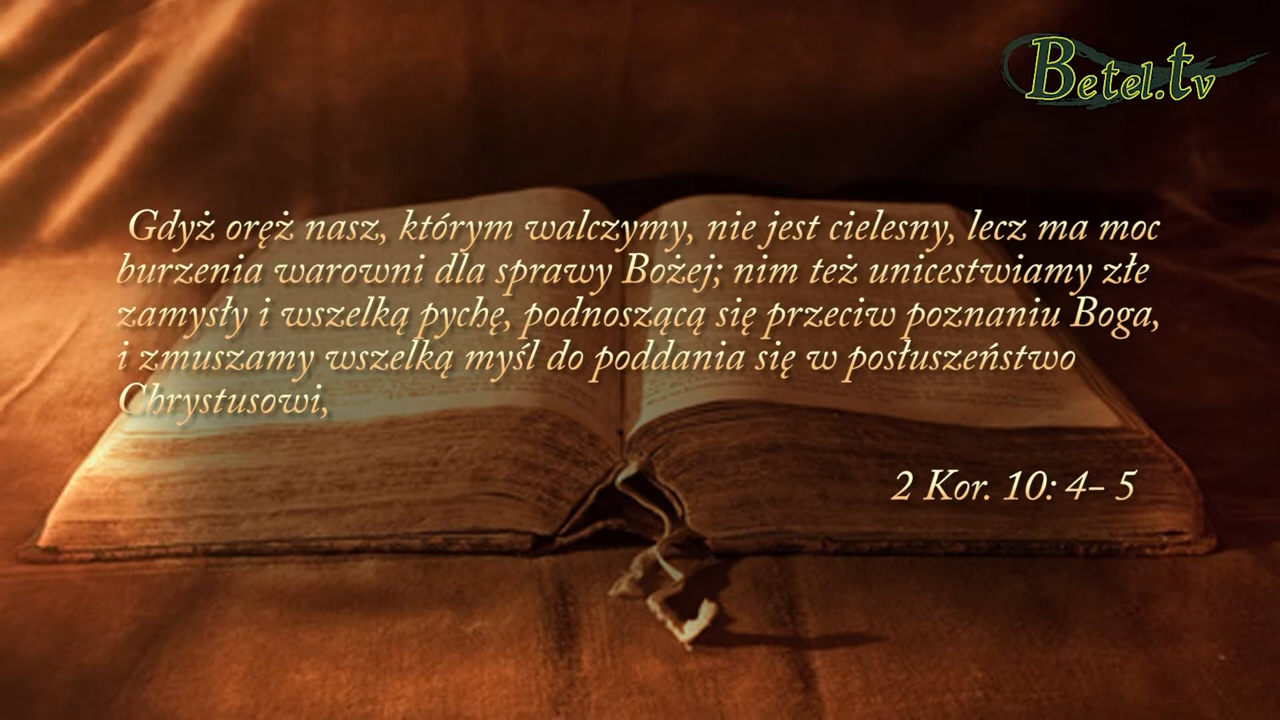 Betel.tv
Gdyż oręż nasz, którym walczymy, nie jest cielesny, lecz ma moc
burzenia warowni dla sprawy Bożej; nim też unicestwiamy złe
zamysły i wszelką pychę, podnoszącą się przeciw poznaniu Boga,
i zmuszamy wszelką myśl do poddania się w posłuszeństwo
Chrystusowi,
2 Kor. 10: 4- 5